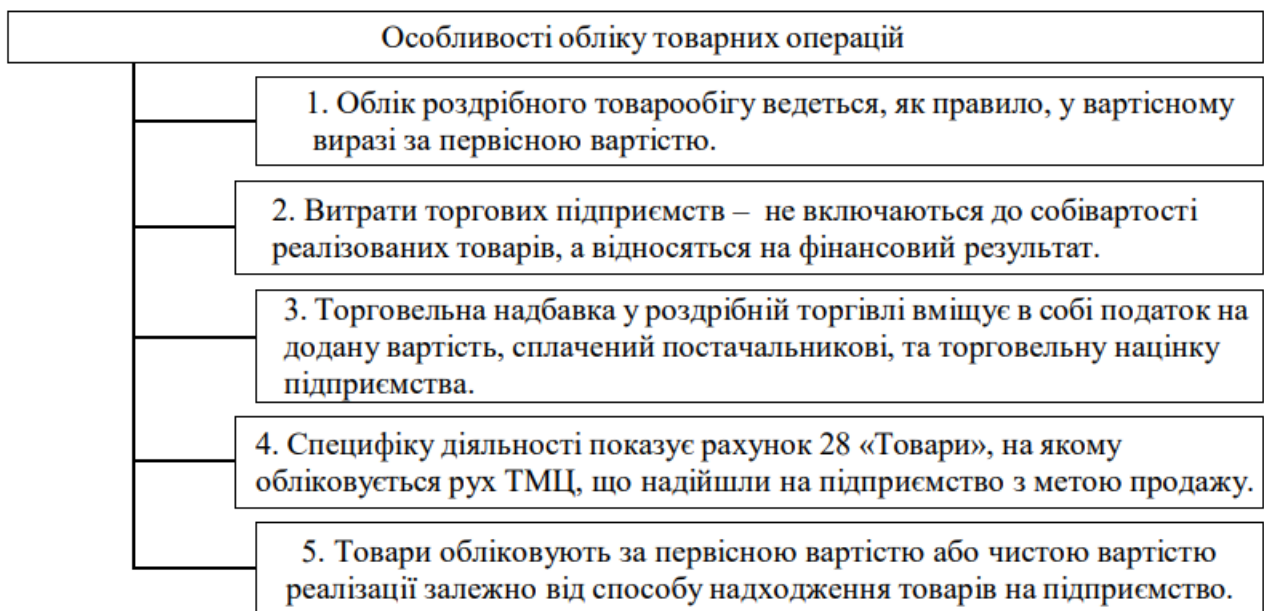 Особливості обліку товарних операцій
1. Облік роздрібного товарообігу ведеться, як правило, у вартісному
виразі за первісною вартістю.
2. Витрати торгових підприємств – не включаються до собівартості
реалізованих товарів, а відносяться на фінансовий результат.
3. Торговельна надбавка у роздрібній торгівлі вміщує в собі податок на
додану вартість, сплачений постачальникові, та торговельну націнку
підприємства.
4. Специфіку діяльності показує рахунок 28 «Товари», на якому
обліковується рух ТМЦ, що надійшли на підприємство з метою продажу.
5. Товари обліковують за первісною вартістю або чистою вартістю
реалізації залежно від способу надходження товарів на підприємство.